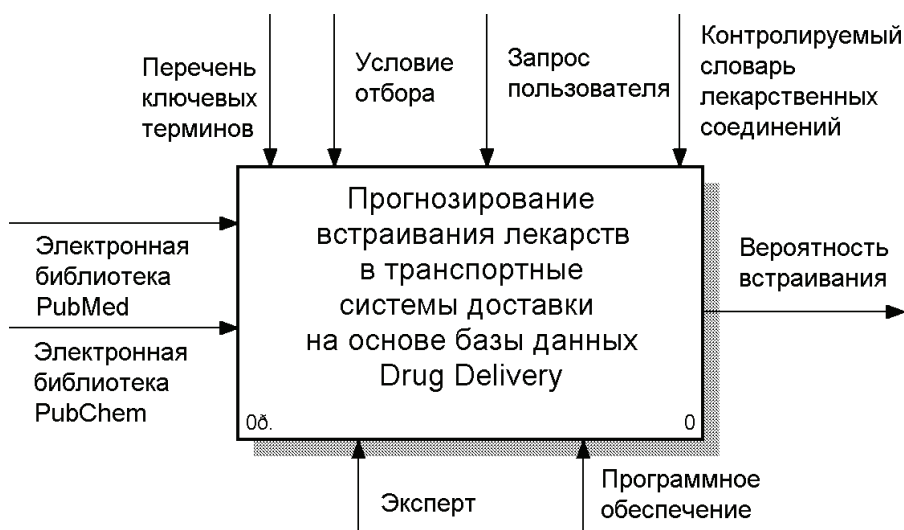 Перечень
ключевых
терминов
Условие
отбора
Запрос
пользователя
Контролируемый
словарь
лекарственных
соединений
Электронная
библиотека
PubMed
Электронная
библиотека
PubChem
Прогнозирование
встраивания лекарств
в транспортные
системы доставки
на основе базы данных
Drug Delivery
0ð.
0
Вероятность
встраивания
Эксперт
Программное
обеспечение